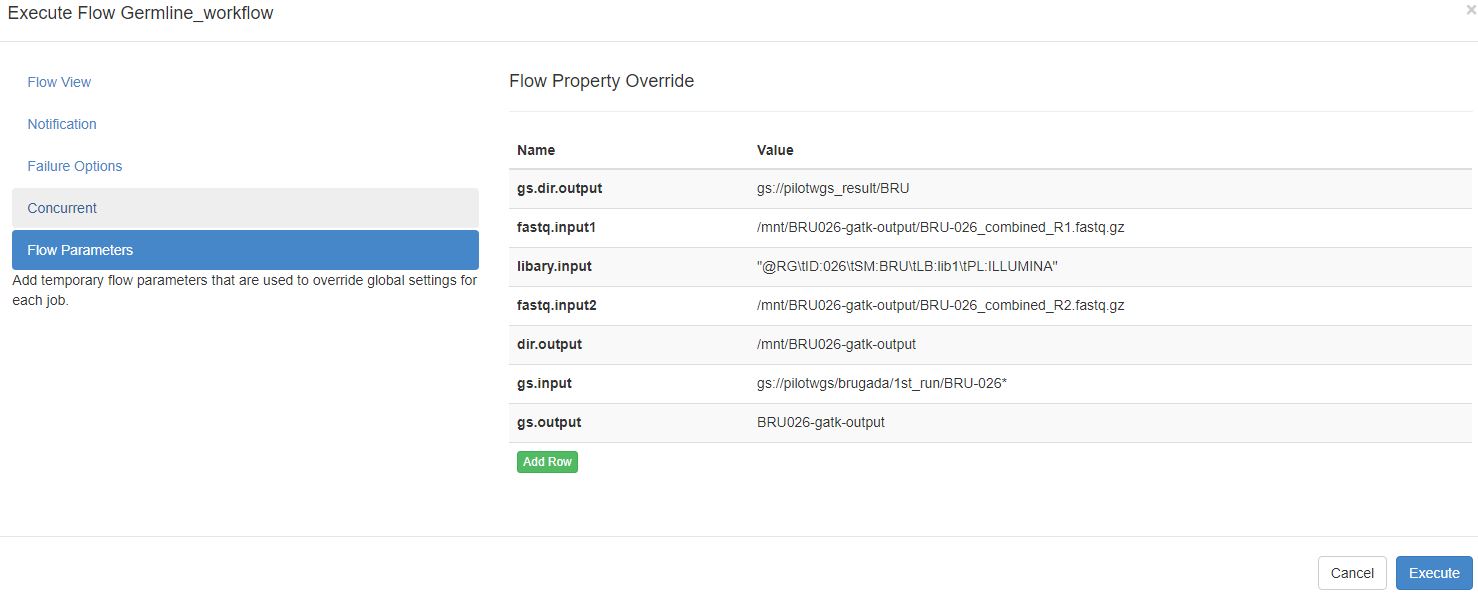 Execute Flow Germline_workflow
×
Flow View
Notification
Failure Options
Concurrent
Flow Parameters
Add temporary flow parameters that are used to override global settings for
each job.
Flow Property Override
Name Value
gs.dir.output gs://pilotwgs_result/BRU
fastq.input1 /mnt/BRU026-gatk-output/BRU-026_combined_R1.fastq.gz
libary.input "@RG\tID:026\tSM:BRU\tLB:lib1\tPL:ILLUMINA"
fastq.input2 /mnt/BRU026-gatk-output/BRU-026_combined_R2.fastq.gz
dir.output /mnt/BRU026-gatk-output
gs.input gs://pilotwgs/brugada/1st_run/BRU-026*
gs.output BRU026-gatk-output
Add Row
Cancel Execute